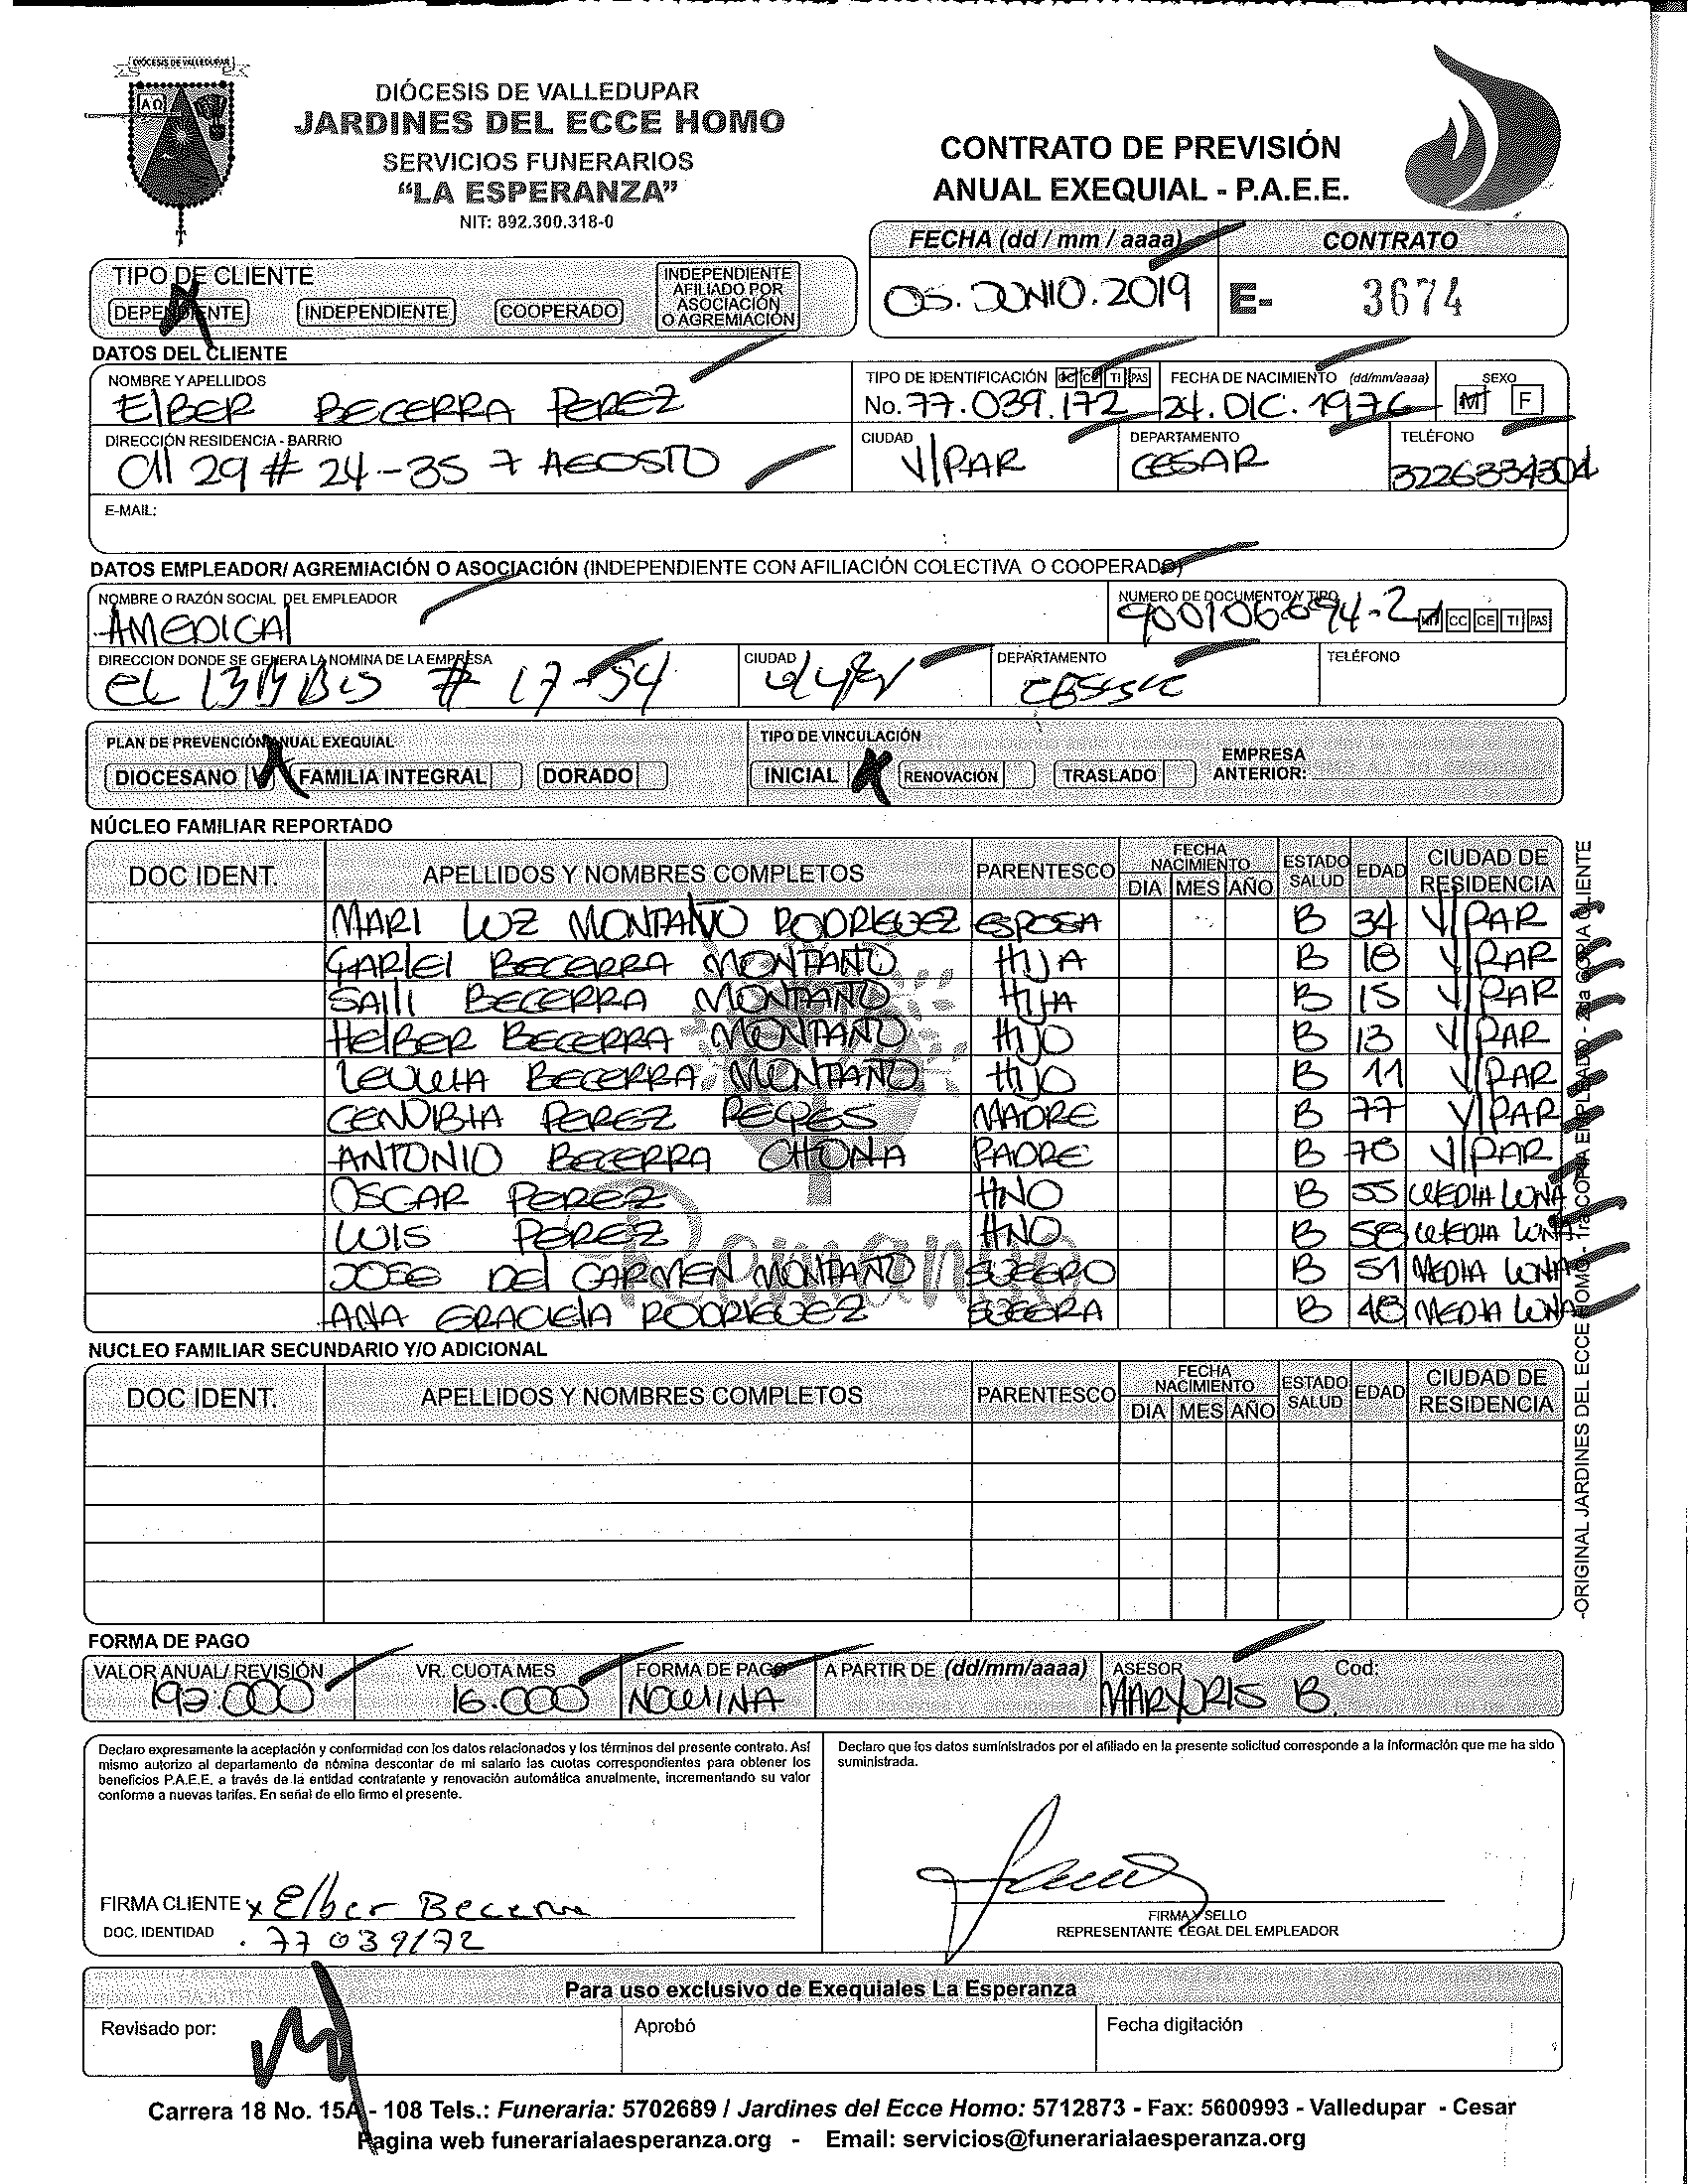 DIÓCESIS DE VALLEDUPAR
AΩ
DIÓCESIS DE VALLEDUPAR
JARDINES DEL ECCE HOMO
SERVICIOS FUNERARIOS
“LA ESPERANZA”
NIT: 892.300.318-0
CONTRATO DE PREVISIÓN
ANUAL EXEQUIAL - P.A.E.E.
FECHA (dd / mm / aaaa) CONTRATO
05. JUNIO. 2019 E- 3674
TIPO DE CLIENTE
DEPENDIENTE INDEPENDIENTE COOPERADO INDEPENDIENTE AFILIADO POR ASOCIACIÓN O AGREMIACIÓN
DATOS DEL CLIENTE
NOMBRE Y APELLIDOS TIPO DE IDENTIFICACIÓN CC CE TI PAS FECHA DE NACIMIENTO (dd/mm/aaaa) SEXO
ElBER BECERRA PEREZ No. 77.039.172 24. DIC. 1976 M F
DIRECCIÓN RESIDENCIA - BARRIO CIUDAD DEPARTAMENTO TELÉFONO
Cll 29 # 24-35 7 AGOSTO V/PAR CESAR 3226334304
E-MAIL:
DATOS EMPLEADOR/ AGREMIACIÓN O ASOCIACIÓN (INDEPENDIENTE CON AFILIACIÓN COLECTIVA O COOPERADO)
NOMBRE O RAZÓN SOCIAL DEL EMPLEADOR NUMERO DE DOCUMENTO Y TIPO
AMEDICAl 900106694-2 NIT CC CE TI PAS
DIRECCION DONDE SE GENERA LA NOMINA DE LA EMPRESA CIUDAD DEPARTAMENTO TELÉFONO
# 17-54
PLAN DE PREVENCIÓN ANUAL EXEQUIAL TIPO DE VINCULACIÓN
DIOCESANO FAMILIA INTEGRAL DORADO INICIAL RENOVACIÓN TRASLADO EMPRESA ANTERIOR:
NÚCLEO FAMILIAR REPORTADO
DOC IDENT. APELLIDOS Y NOMBRES COMPLETOS PARENTESCO FECHA NACIMIENTO DIA MES AÑO ESTADO SALUD EDAD CIUDAD DE RESIDENCIA
MARI LUZ MONTAÑO RODRIGUEZ ESPOSA B 34 V/PAR
BECERRA MONTAÑO HIJA B 18 V/PAR
BECERRA MONTAÑO HIJA B 15 V/PAR
HElBER BECERRA MONTAÑO HIJO B 13 V/PAR
BECERRA MONTAÑO HIJO B 11 V/PAR
CENOBIA PEREZ REYES MADRE B 77 V/PAR
ANTONIO BECERRA CHONA PADRE B 78 V/PAR
OSCAR PEREZ HNO B 55 MEDIA LUNA
LUIS PEREZ HNO B 58 MEDIA LUNA
JOSE DEl CARMEN MONTAÑO SUEGRO B 51 MEDIA LUNA
ANA GRACIElA RODRIGUEZ SUEGRA B 48 MEDIA LUNA
NUCLEO FAMILIAR SECUNDARIO Y/O ADICIONAL
DOC IDENT. APELLIDOS Y NOMBRES COMPLETOS PARENTESCO FECHA NACIMIENTO DIA MES AÑO ESTADO SALUD EDAD CIUDAD DE RESIDENCIA
-ORIGINAL JARDINES DEL ECCE HOMO - 1ra COPIA EMPLEADO - 2da COPIA CLIENTE
FORMA DE PAGO
VALOR ANUAL/ REVISIÓN VR. CUOTA MES FORMA DE PAGO A PARTIR DE (dd/mm/aaaa) ASESOR Cod:
192.000 16.000 NOMINA MARYORIS B.
Declaro expresamente la aceptación y conformidad con los datos relacionados y los términos del presente contrato. Así
mismo autorizo al departamento de nómina descontar de mi salario las cuotas correspondientes para obtener los
beneficios P.A.E.E. a través de la entidad contratante y renovación automática anualmente, incrementando su valor
conforme a nuevas tarifas. En señal de ello firmo el presente.
Declaro que los datos suministrados por el afiliado en la presente solicitud corresponde a la información que me ha sido
suministrada.
FIRMA CLIENTE x Elber Becerra
DOC. IDENTIDAD 77039172
FIRMA Y SELLO
REPRESENTANTE LEGAL DEL EMPLEADOR
Para uso exclusivo de Exequiales La Esperanza
Revisado por: Aprobó Fecha digitación
Carrera 18 No. 15A - 108 Tels.: Funeraria: 5702689 / Jardines del Ecce Homo: 5712873 - Fax: 5600993 - Valledupar - Cesar
Pagina web funerarialaesperanza.org - Email: servicios@funerarialaesperanza.org